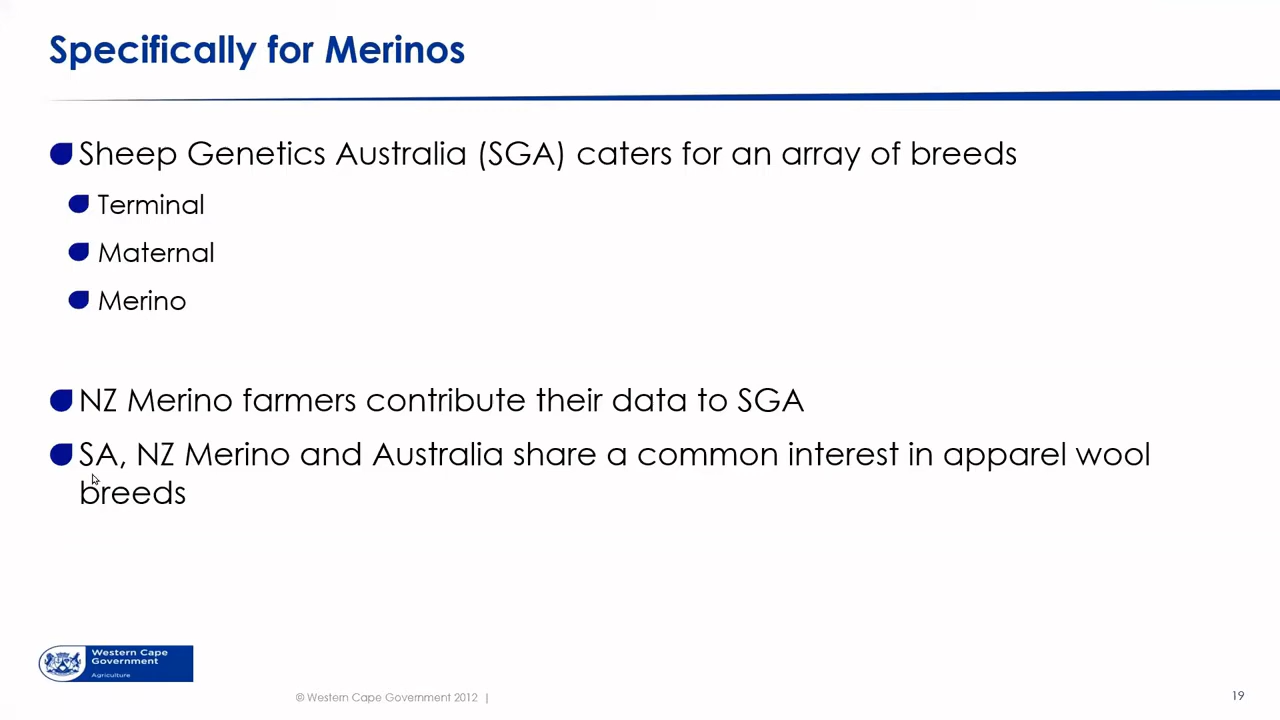 Specifically for Merinos
Sheep Genetics Australia (SGA) caters for an array of breeds
Terminal
Maternal
Merino
NZ Merino farmers contribute their data to SGA
SA, NZ Merino and Australia share a common interest in apparel wool
breeds
Western Cape
Government
Agriculture
© Western Cape Government 2012 |
19